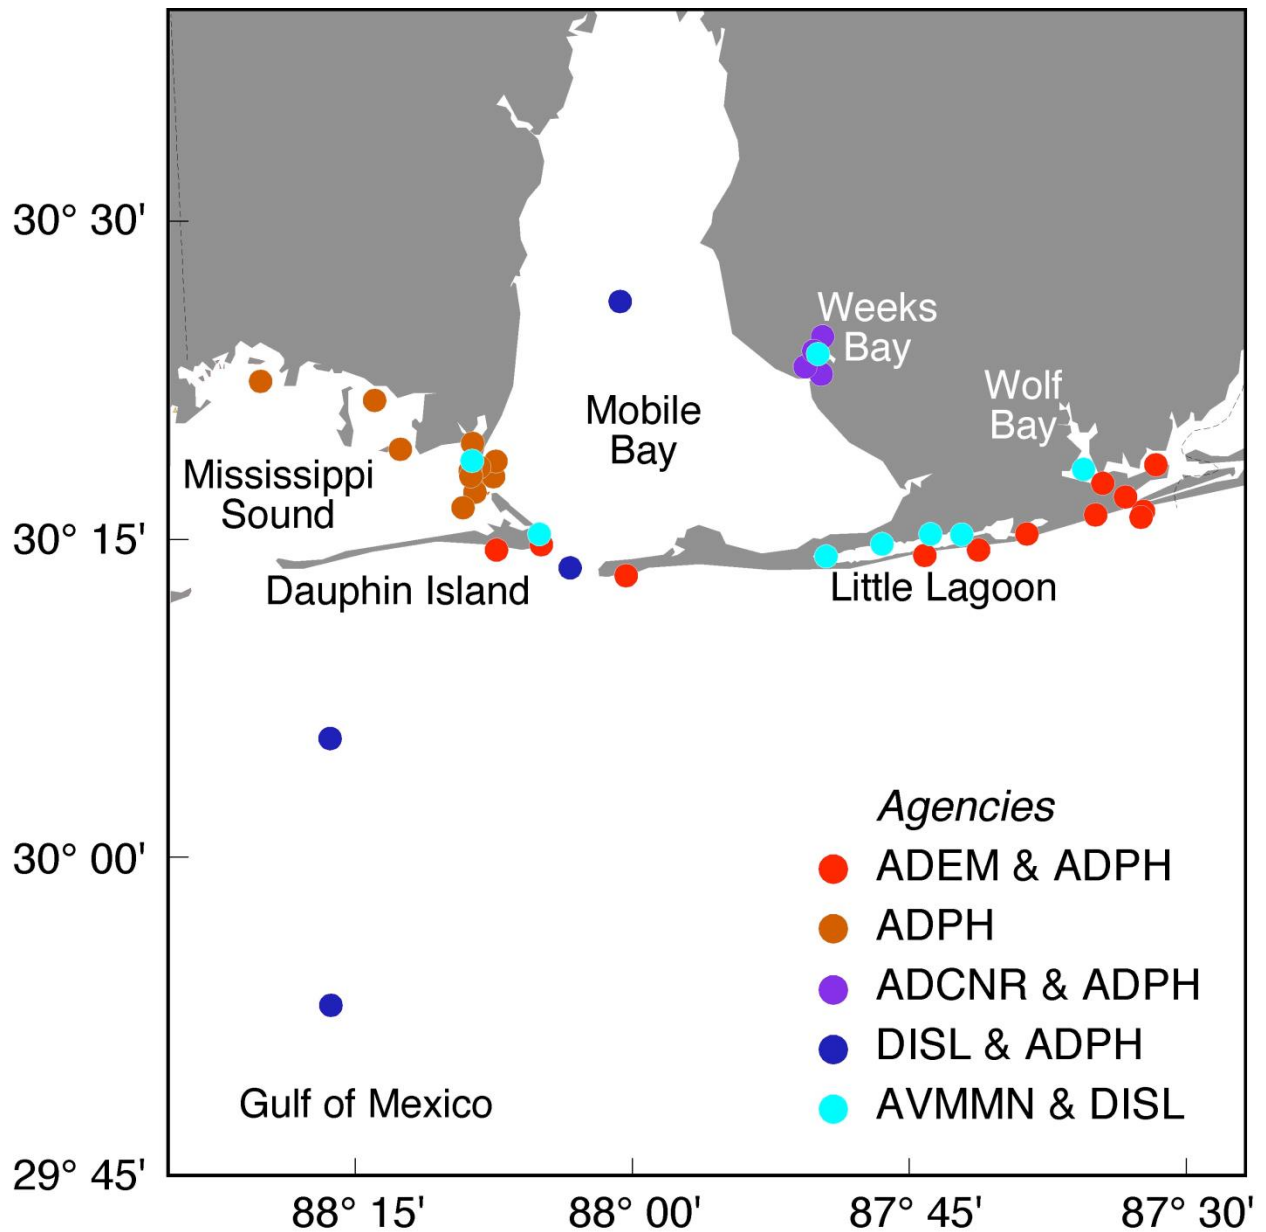 30° 30'
Weeks
Bay
Wolf
Bay
Mobile
Bay
Mississippi
Sound
30° 15'
Dauphin Island
Little Lagoon
Agencies
30° 00'
ADEM & ADPH
ADPH
ADCNR & ADPH
DISL & ADPH
AVMMN & DISL
Gulf of Mexico
29° 45'
88° 15'
88° 00'
87° 45'
87° 30'